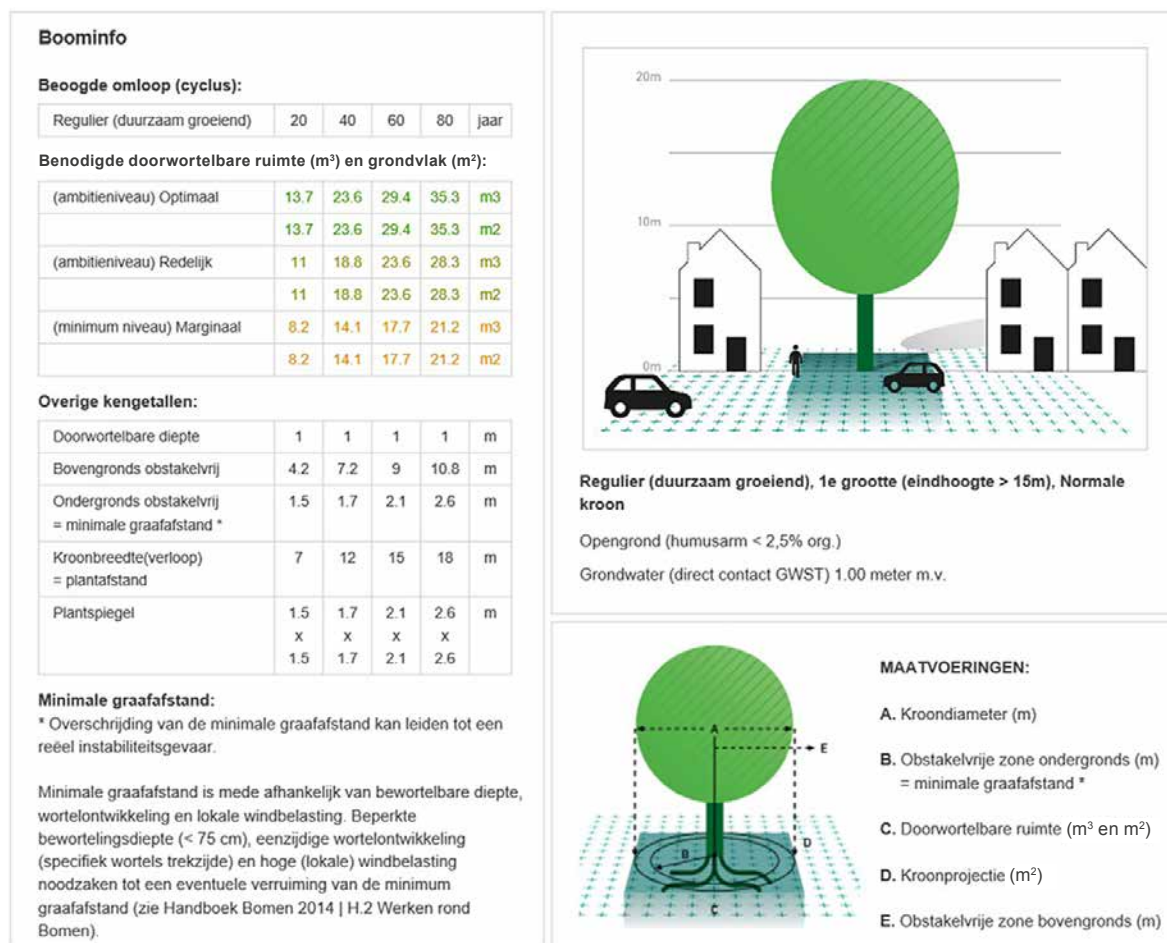 Boominfo
Beoogde omloop (cyclus):
Regulier (duurzaam groeiend) 20 40 60 80 jaar
Benodigde doorwortelbare ruimte (m³) en grondvlak (m²):
(ambitieniveau) Optimaal 13.7 23.6 29.4 35.3 m3
13.7 23.6 29.4 35.3 m2
(ambitieniveau) Redelijk 11 18.8 23.6 28.3 m3
11 18.8 23.6 28.3 m2
(minimum niveau) Marginaal 8.2 14.1 17.7 21.2 m3
8.2 14.1 17.7 21.2 m2
Overige kengetallen:
Doorwortelbare diepte 1 1 1 1 m
Bovengronds obstakelvrij 4.2 7.2 9 10.8 m
Ondergronds obstakelvrij 1.5 1.7 2.1 2.6 m
= minimale graafafstand *
Kroonbreedte(verloop) 7 12 15 18 m
= plantafstand
Plantspiegel 1.5 1.7 2.1 2.6 m
x x x x
1.5 1.7 2.1 2.6
Minimale graafafstand:
* Overschrijding van de minimale graafafstand kan leiden tot een
reëel instabiliteitsgevaar.
Minimale graafafstand is mede afhankelijk van bewortelbare diepte,
wortelontwikkeling en lokale windbelasting. Beperkte
bewortelingsdiepte (< 75 cm), eenzijdige wortelontwikkeling
(specifiek wortels trekzijde) en hoge (lokale) windbelasting
noodzaken tot een eventuele verruiming van de minimum
graafafstand (zie Handboek Bomen 2014 | H.2 Werken rond
Bomen).
20m
10m
0m
Regulier (duurzaam groeiend), 1e grootte (eindhoogte > 15m), Normale
kroon
Opengrond (humusarm < 2,5% org.)
Grondwater (direct contact GWST) 1.00 meter m.v.
A
E
B
D
C
MAATVOERINGEN:
A. Kroondiameter (m)
B. Obstakelvrije zone ondergronds (m)
= minimale graafafstand *
C. Doorwortelbare ruimte (m³ en m²)
D. Kroonprojectie (m²)
E. Obstakelvrije zone bovengronds (m)